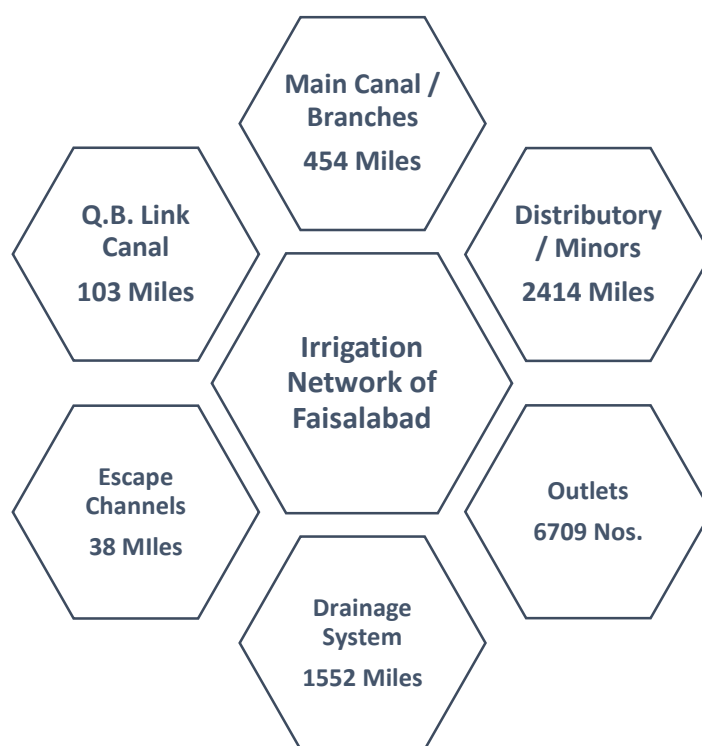 Main Canal /
Branches
454 Miles
Q.B. Link
Canal
103 Miles
Distributory
/ Minors
2414 Miles
Irrigation
Network of
Faisalabad
Escape
Channels
38 MIles
Outlets
6709 Nos.
Drainage
System
1552 Miles